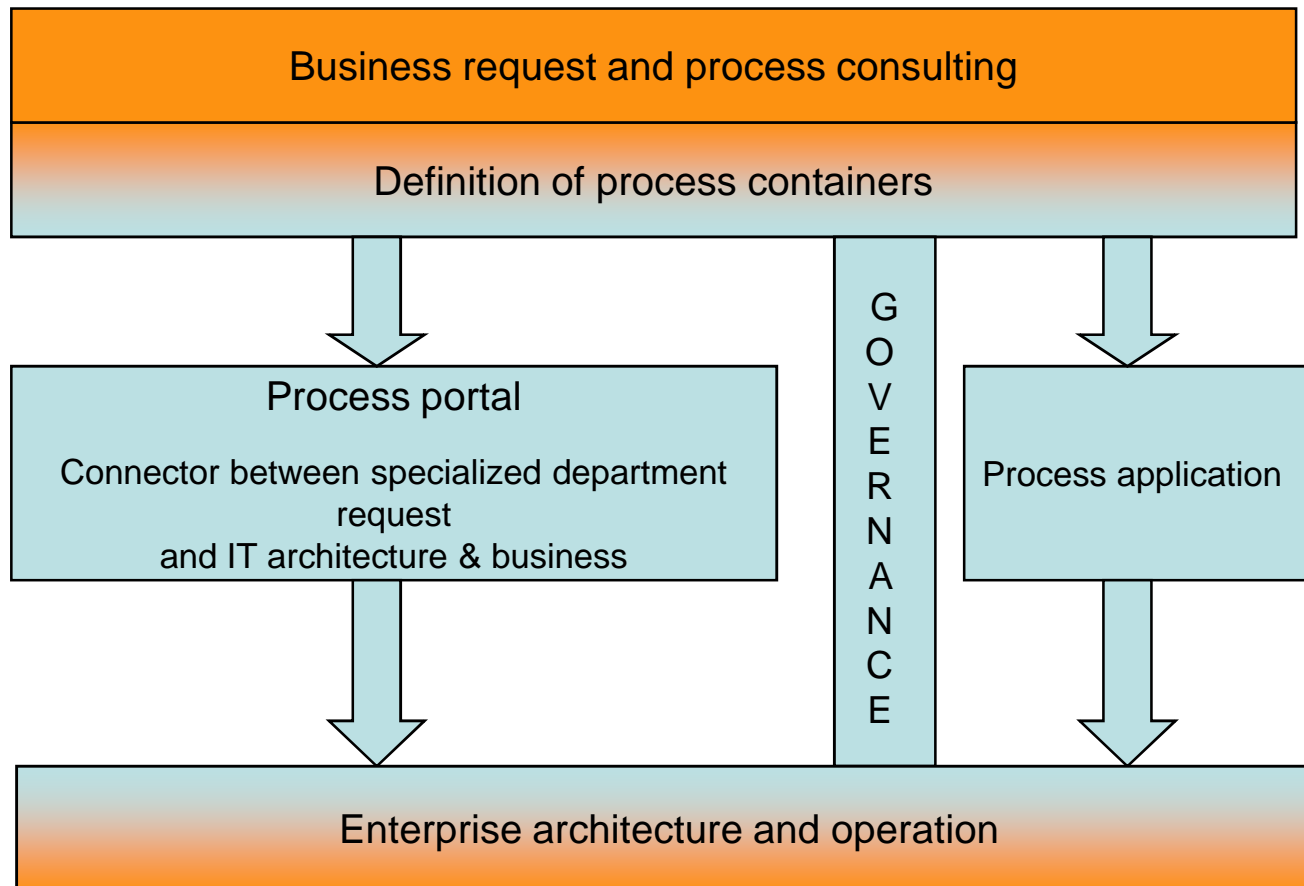 Business request and process consulting
Definition of process containers
Process portal
Connector between specialized department
request
and IT architecture & business
G
O
V
E
R
N
A
N
C
E
Process application
Enterprise architecture and operation